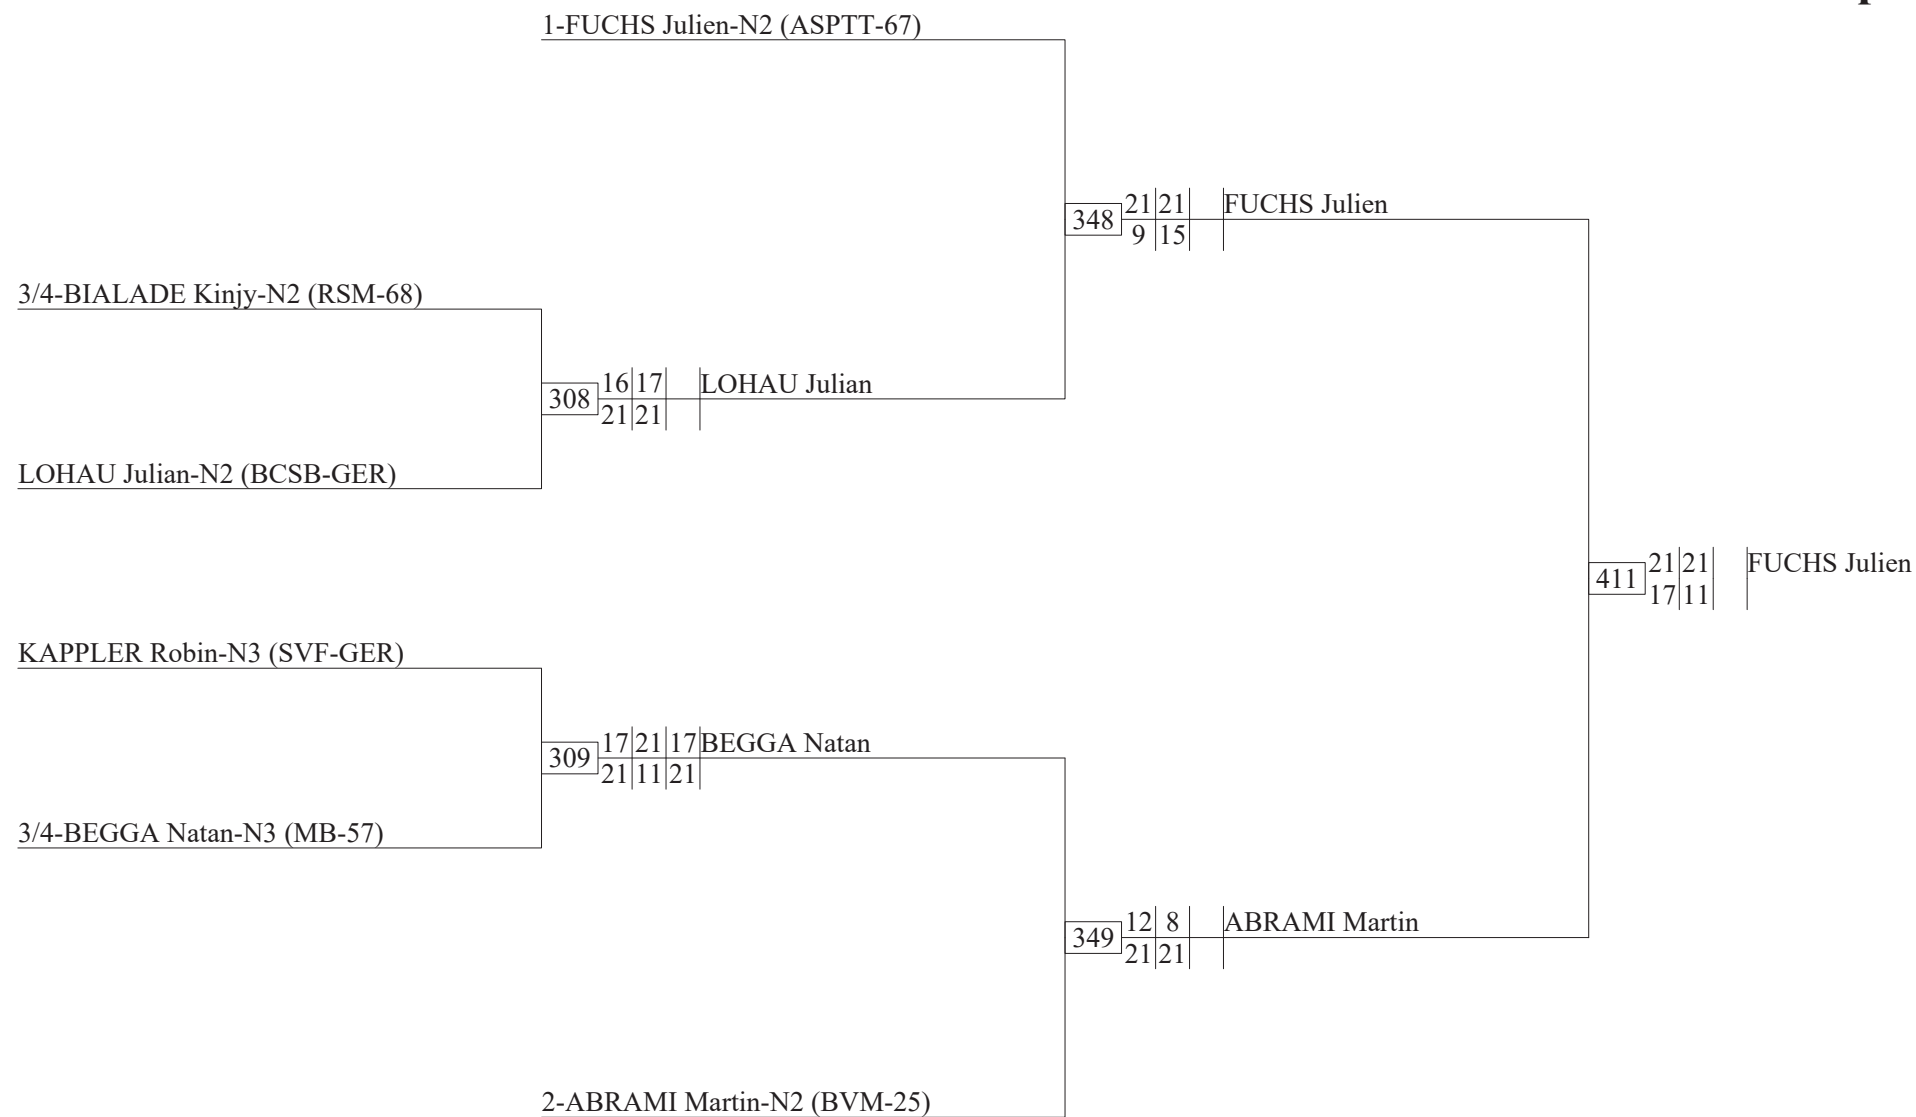 1-FUCHS Julien-N2 (ASPTT-67)
21 21 FUCHS Julien
348
9 15
3/4-BIALADE Kinjy-N2 (RSM-68)
16 17 LOHAU Julian
308
21 21
LOHAU Julian-N2 (BCSB-GER)
21 21 FUCHS Julien
411
17 11
KAPPLER Robin-N3 (SVF-GER)
17 21 17 BEGGA Natan
309
21 11 21
3/4-BEGGA Natan-N3 (MB-57)
12 8 ABRAMI Martin
349
21 21
2-ABRAMI Martin-N2 (BVM-25)